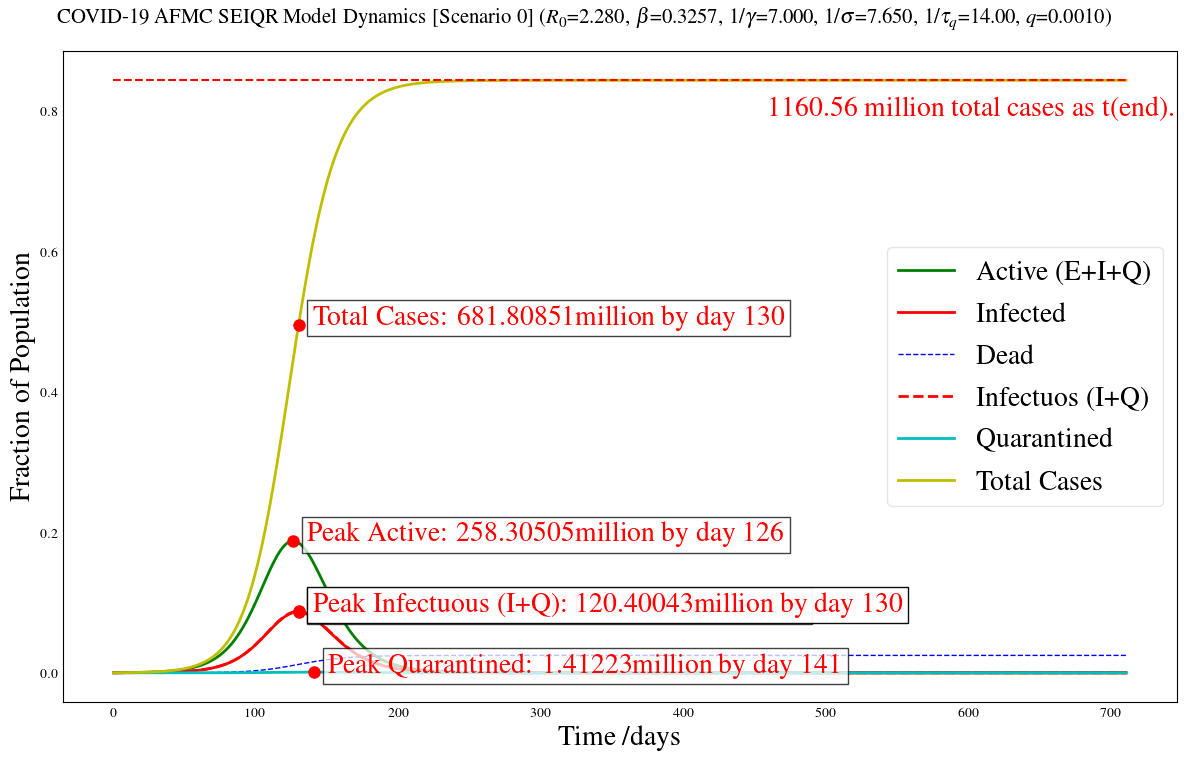 COVID-19 AFMC SEIQR Model Dynamics [Scenario 0] (R₀=2.280, β=0.3257, 1/γ=7.000, 1/σ=7.650, 1/τ_q=14.00, q=0.0010)
1160.56 million total cases as t(end).
Total Cases: 681.80851million by day 130
Peak Active: 258.30505million by day 126
Peak Infectuous (I+Q): 120.40043million by day 130
Peak Quarantined: 1.41223million by day 141
Active (E+I+Q)
Infected
Dead
Infectuos (I+Q)
Quarantined
Total Cases
Fraction of Population
0.8
0.6
0.4
0.2
0.0
0 100 200 300 400 500 600 700
Time /days